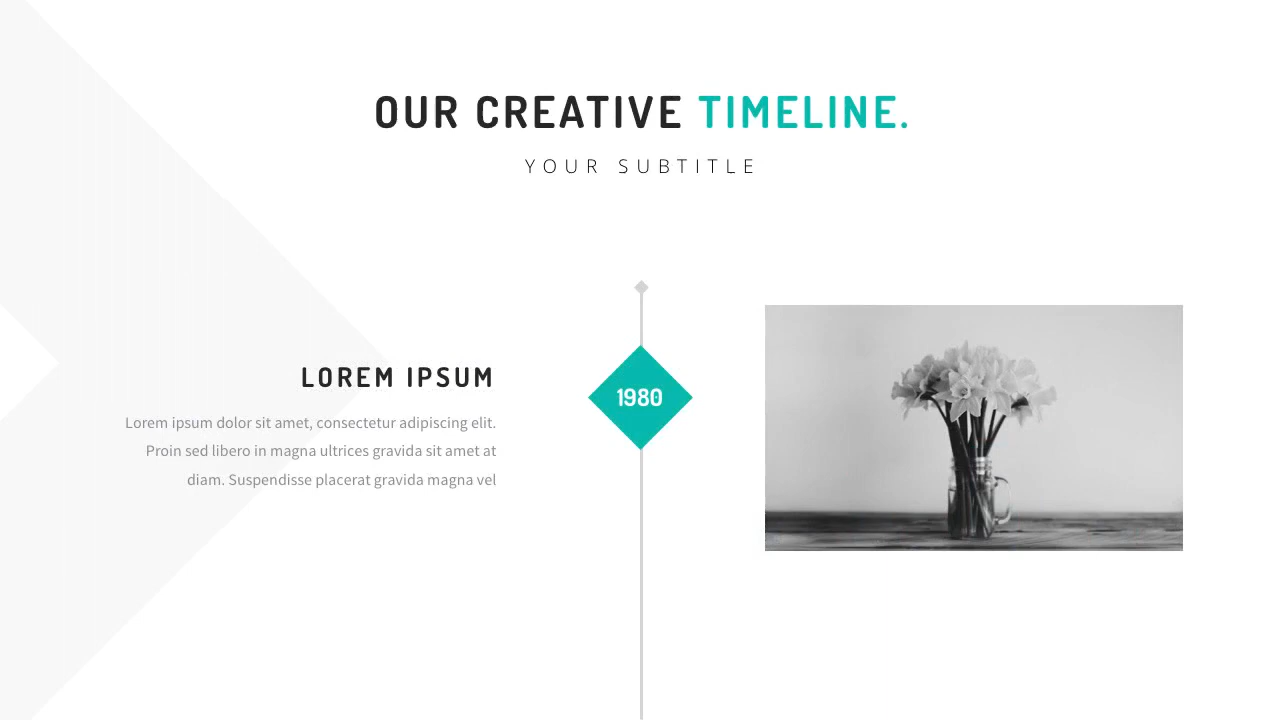 OUR CREATIVE TIMELINE.
YOUR SUBTITLE
LOREM IPSUM
Lorem ipsum dolor sit amet, consectetur adipiscing elit.
Proin sed libero in magna ultrices gravida sit amet at
diam. Suspendisse placerat gravida magna vel
1980